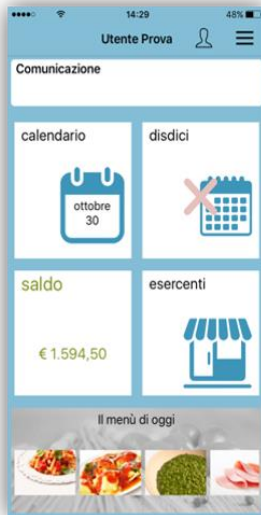 14:29
48%
Utente Prova
Comunicazione
calendario
disdici
ottobre
30
saldo
esercenti
€ 1.594,50
Il menù di oggi